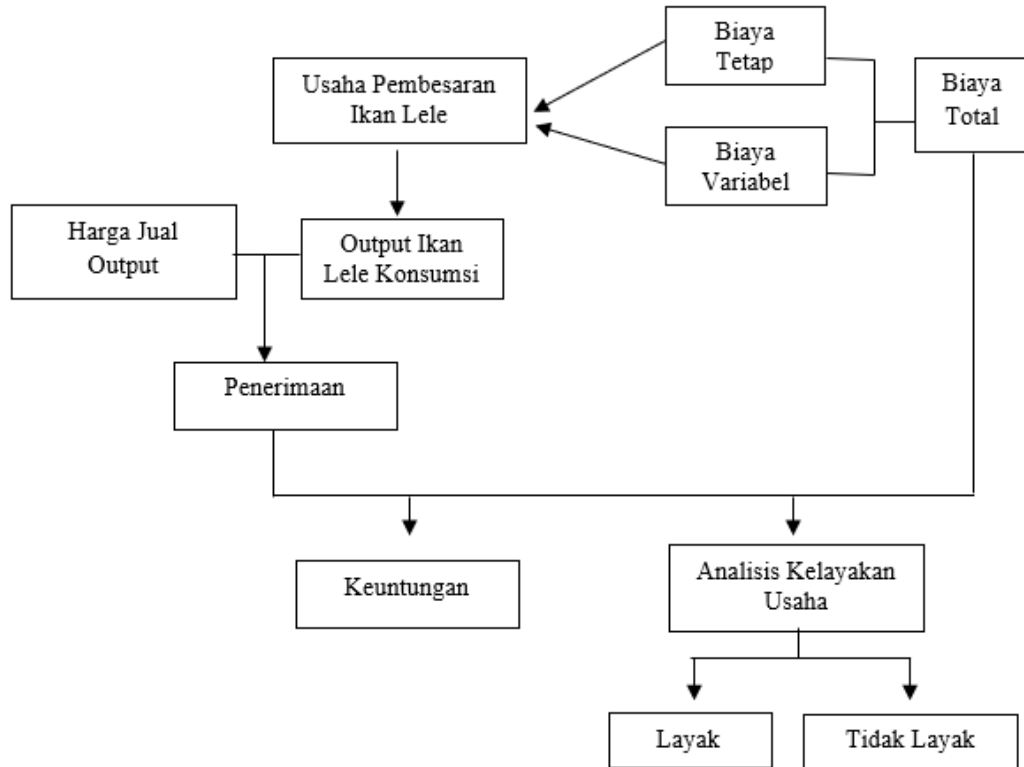 Biaya
Tetap
Usaha Pembesaran
Ikan Lele
Biaya
Total
Biaya
Variabel
Harga Jual
Output
Output Ikan
Lele Konsumsi
Penerimaan
Keuntungan
Analisis Kelayakan
Usaha
Layak
Tidak Layak